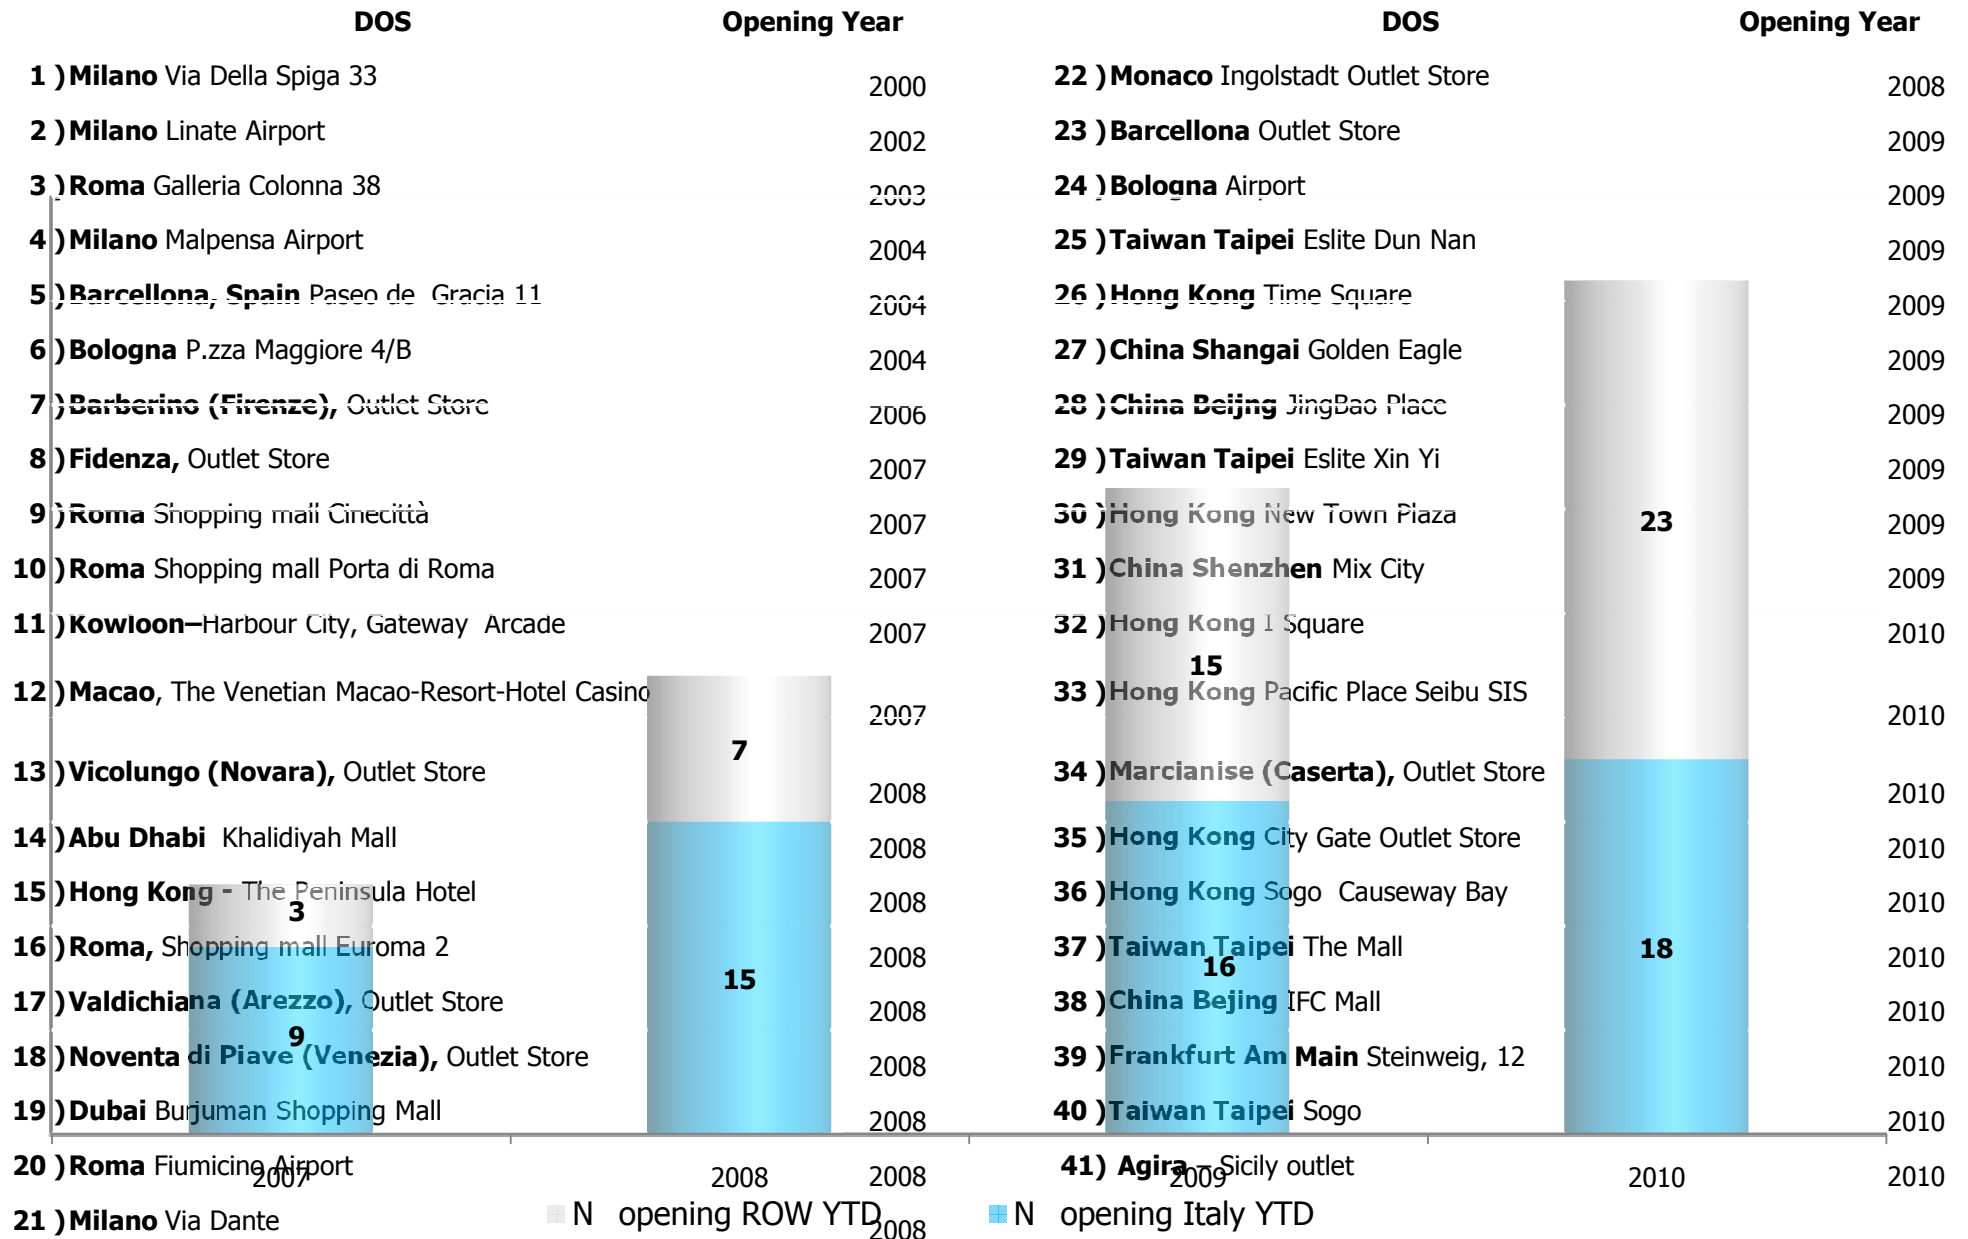 DOS Opening Year
1 ) Milano Via Della Spiga 33 2000
2 ) Milano Linate Airport 2002
3 ) Roma Galleria Colonna 38 2003
4 ) Milano Malpensa Airport 2004
5 ) Barcellona, Spain Paseo de Gracia 11 2004
6 ) Bologna P.zza Maggiore 4/B 2004
7 ) Barberino (Firenze), Outlet Store 2006
8 ) Fidenza, Outlet Store 2007
9 ) Roma Shopping mall Cinecittà 2007
10 ) Roma Shopping mall Porta di Roma 2007
11 ) Kowloon–Harbour City, Gateway Arcade 2007
12 ) Macao, The Venetian Macao-Resort-Hotel Casino 2007
13 ) Vicolungo (Novara), Outlet Store 2008
14 ) Abu Dhabi Khalidiyah Mall 2008
15 ) Hong Kong - The Peninsula Hotel 2008
16 ) Roma, Shopping mall Euroma 2 2008
17 ) Valdichiana (Arezzo), Outlet Store 2008
18 ) Noventa di Piave (Venezia), Outlet Store 2008
19 ) Dubai Burjuman Shopping Mall 2008
20 ) Roma Fiumicino Airport 2008
21 ) Milano Via Dante 2008
DOS Opening Year
22 ) Monaco Ingolstadt Outlet Store 2008
23 ) Barcellona Outlet Store 2009
24 ) Bologna Airport 2009
25 ) Taiwan Taipei Eslite Dun Nan 2009
26 ) Hong Kong Time Square 2009
27 ) China Shangai Golden Eagle 2009
28 ) China Beijng JingBao Place 2009
29 ) Taiwan Taipei Eslite Xin Yi 2009
30 ) Hong Kong New Town Plaza 2009
31 ) China Shenzhen Mix City 2009
32 ) Hong Kong I Square 2010
33 ) Hong Kong Pacific Place Seibu SIS 2010
34 ) Marcianise (Caserta), Outlet Store 2010
35 ) Hong Kong City Gate Outlet Store 2010
36 ) Hong Kong Sogo Causeway Bay 2010
37 ) Taiwan Taipei The Mall 2010
38 ) China Bejing IFC Mall 2010
39 ) Frankfurt Am Main Steinweig, 12 2010
40 ) Taiwan Taipei Sogo 2010
41) Agira – Sicily outlet 2010
3 7 15 23
9 15 16 18
2007 2008 2009 2010
N opening ROW YTD N opening Italy YTD